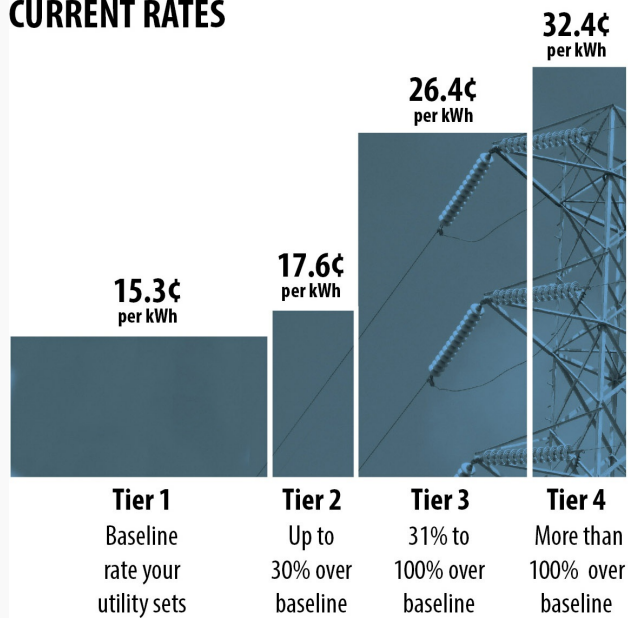 CURRENT RATES
32.4¢
per kWh
26.4¢
per kWh
17.6¢
per kWh
15.3¢
per kWh
Tier 1
Baseline
rate your
utility sets
Tier 2
Up to
30% over
baseline
Tier 3
31% to
100% over
baseline
Tier 4
More than
100% over
baseline